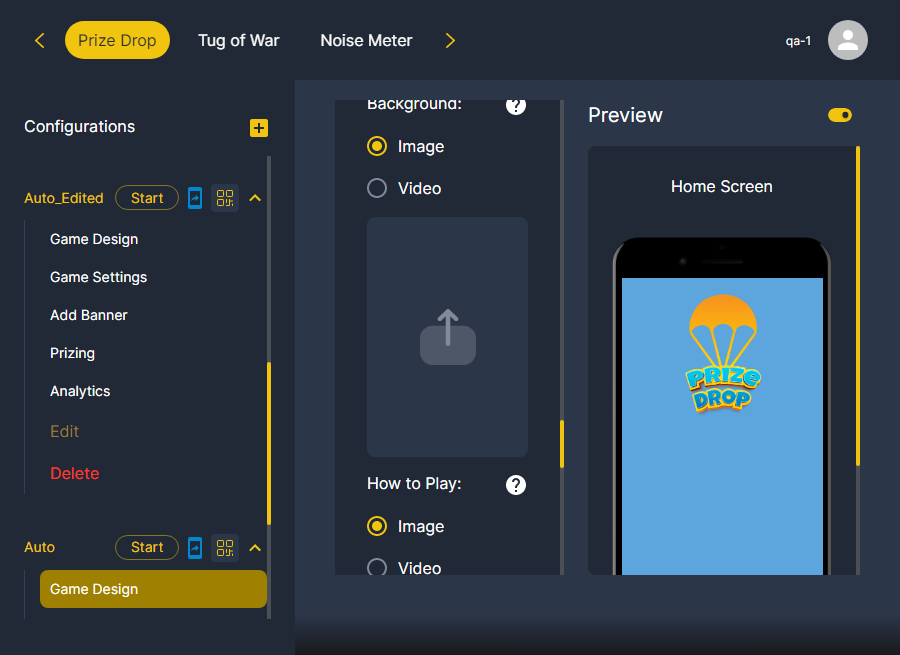 Prize Drop
Tug of War
Noise Meter
qa-1
Configurations
Auto_Edited
Start
Game Design
Game Settings
Add Banner
Prizing
Analytics
Edit
Delete
Auto
Start
Game Design
Background:
?
Image
Video
How to Play:
?
Image
Video
Preview
Home Screen
PRIZE
DROP